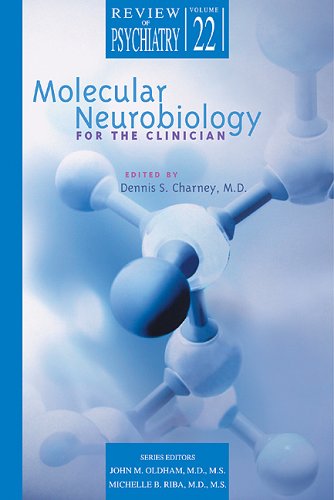 REVIEW
OF
PSYCHIATRY
VOLUME
22
Molecular
Neurobiology
FOR THE CLINICIAN
EDITED BY
Dennis S. Charney, M.D.
SERIES EDITORS
JOHN M. OLDHAM, M.D., M.S.
MICHELLE B. RIBA, M.D., M.S.